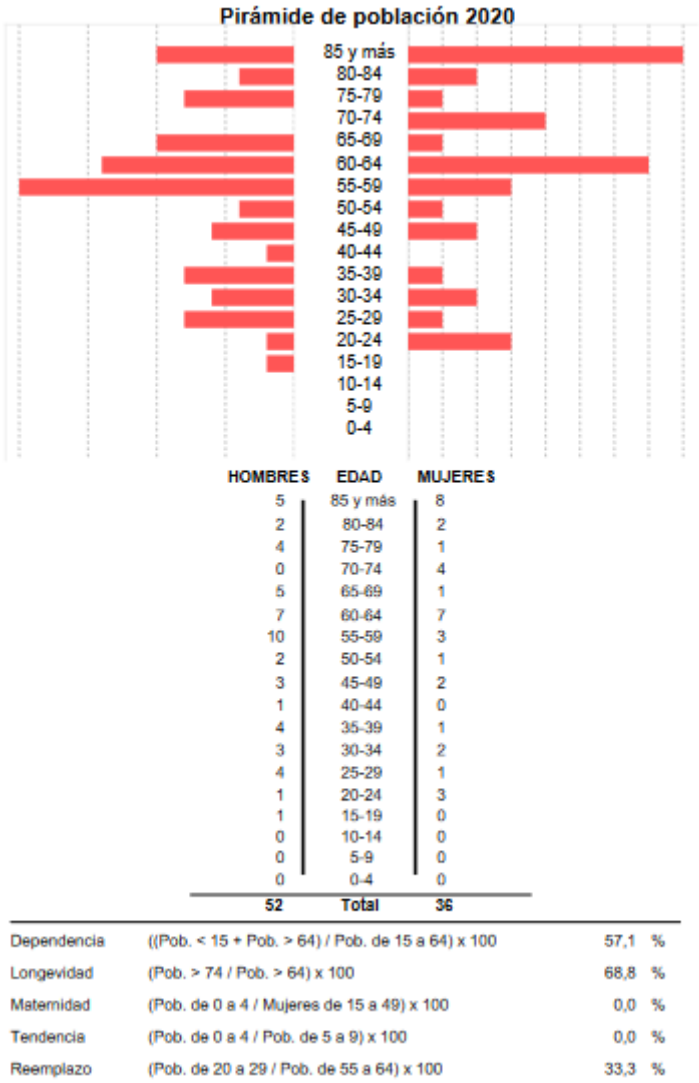 Pirámide de población 2020
85 y más
80-84
75-79
70-74
65-69
60-64
55-59
50-54
45-49
40-44
35-39
30-34
25-29
20-24
15-19
10-14
5-9
0-4
HOMBRES EDAD MUJERES
5 85 y más 8
2 80-84 2
4 75-79 1
0 70-74 4
5 65-69 1
7 60-64 7
10 55-59 3
2 50-54 1
3 45-49 2
1 40-44 0
4 35-39 1
3 30-34 2
4 25-29 1
1 20-24 3
1 15-19 0
0 10-14 0
0 5-9 0
0 0-4 0
52 Total 36
Dependencia ((Pob. < 15 + Pob. > 64) / Pob. de 15 a 64) x 100 57,1 %
Longevidad (Pob. > 74 / Pob. > 64) x 100 68,8 %
Maternidad (Pob. de 0 a 4 / Mujeres de 15 a 49) x 100 0,0 %
Tendencia (Pob. de 0 a 4 / Pob. de 5 a 9) x 100 0,0 %
Reemplazo (Pob. de 20 a 29 / Pob. de 55 a 64) x 100 33,3 %